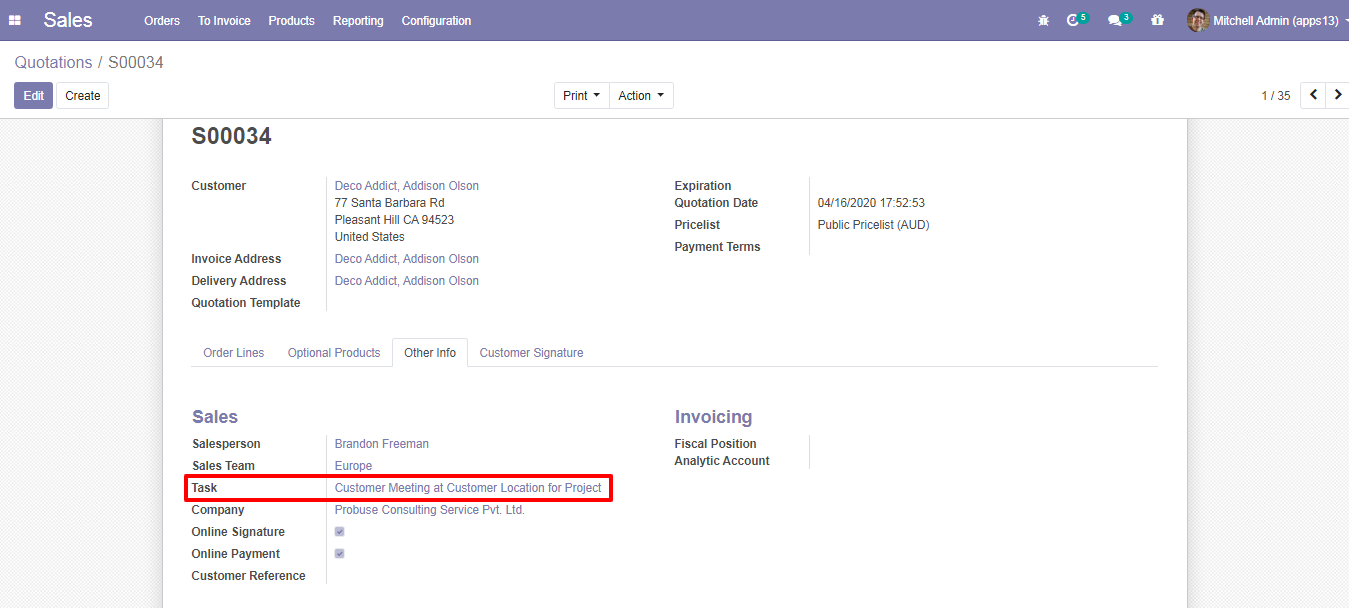 Sales Orders To Invoice Products Reporting Configuration 5 3 Mitchell Admin (apps13)
Quotations / S00034
Edit Create Print Action 1 / 35
S00034
Customer Deco Addict, Addison Olson Expiration
77 Santa Barbara Rd Quotation Date 04/16/2020 17:52:53
Pleasant Hill CA 94523 Pricelist Public Pricelist (AUD)
United States Payment Terms
Invoice Address Deco Addict, Addison Olson
Delivery Address Deco Addict, Addison Olson
Quotation Template
Order Lines Optional Products Other Info Customer Signature
Sales Invoicing
Salesperson Brandon Freeman Fiscal Position
Sales Team Europe Analytic Account
Task Customer Meeting at Customer Location for Project
Company Probuse Consulting Service Pvt. Ltd.
Online Signature
Online Payment
Customer Reference